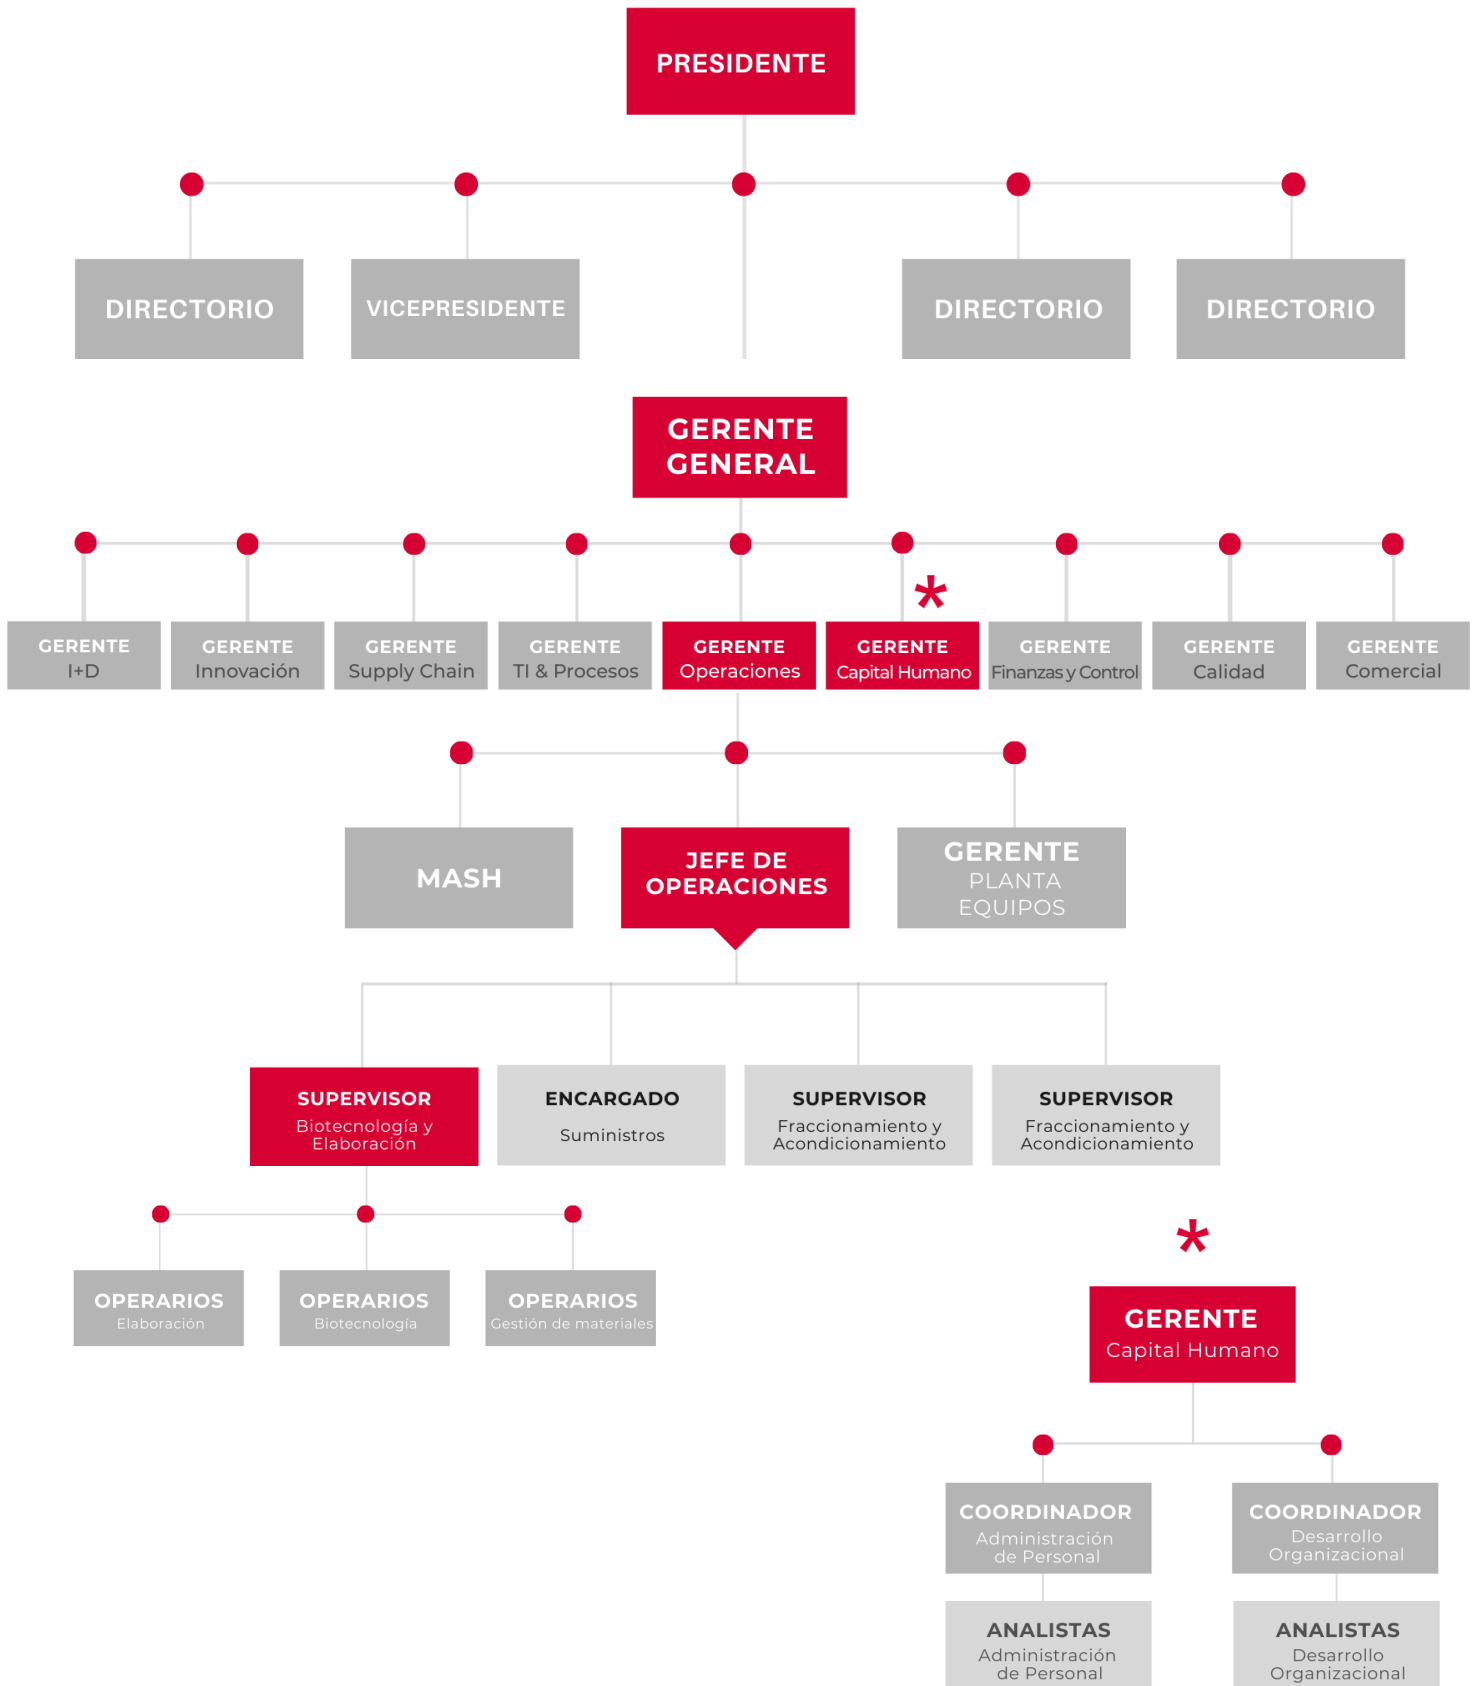 PRESIDENTE
DIRECTORIO
VICEPRESIDENTE
DIRECTORIO
DIRECTORIO
GERENTE
GENERAL
*
GERENTE
I+D
GERENTE
Innovación
GERENTE
Supply Chain
GERENTE
TI & Procesos
GERENTE
Operaciones
GERENTE
Capital Humano
GERENTE
Finanzas y Control
GERENTE
Calidad
GERENTE
Comercial
MASH
JEFE DE
OPERACIONES
GERENTE
PLANTA
EQUIPOS
SUPERVISOR
Biotecnología y
Elaboración
ENCARGADO
Suministros
SUPERVISOR
Fraccionamiento y
Acondicionamiento
SUPERVISOR
Fraccionamiento y
Acondicionamiento
OPERARIOS
Elaboración
OPERARIOS
Biotecnología
OPERARIOS
Gestión de materiales
*
GERENTE
Capital Humano
COORDINADOR
Administración
de Personal
COORDINADOR
Desarrollo
Organizacional
ANALISTAS
Administración
de Personal
ANALISTAS
Desarrollo
Organizacional